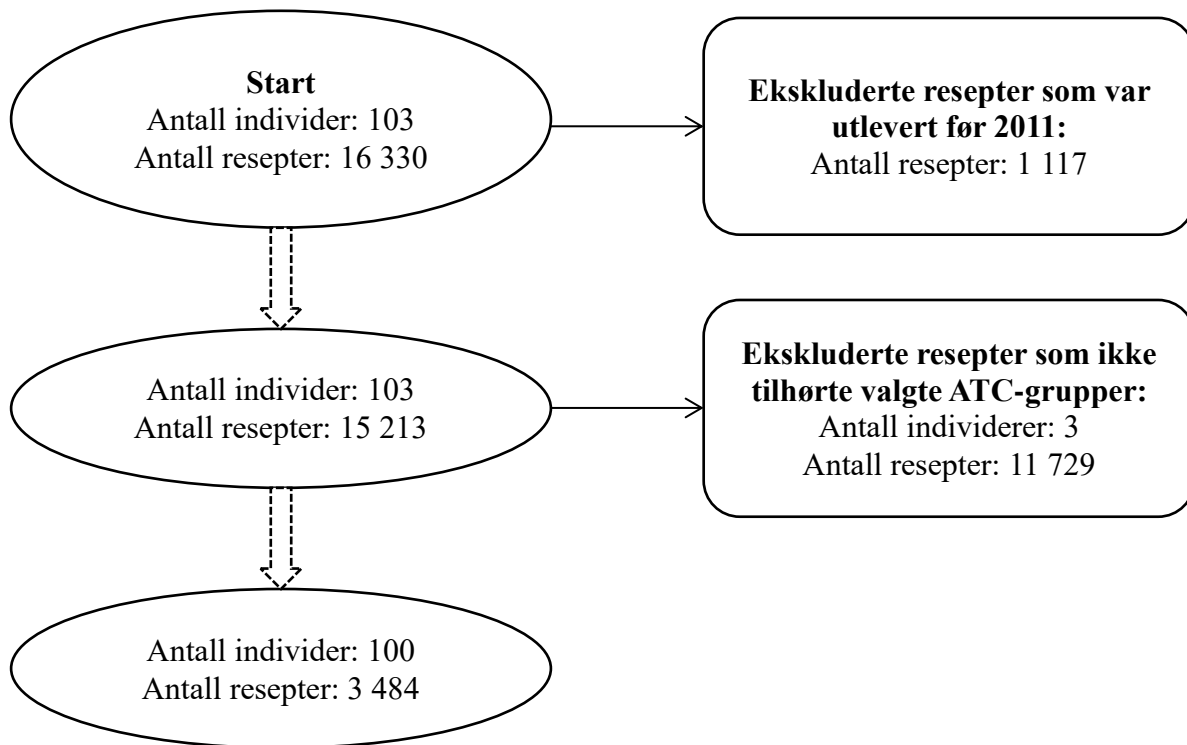 Start
Antall individer: 103
Antall resepter: 16 330
Ekskluderte resepter som var
utlevert før 2011:
Antall resepter: 1 117
Antall individer: 103
Antall resepter: 15 213
Ekskluderte resepter som ikke
tilhørte valgte ATC-grupper:
Antall individerer: 3
Antall resepter: 11 729
Antall individer: 100
Antall resepter: 3 484